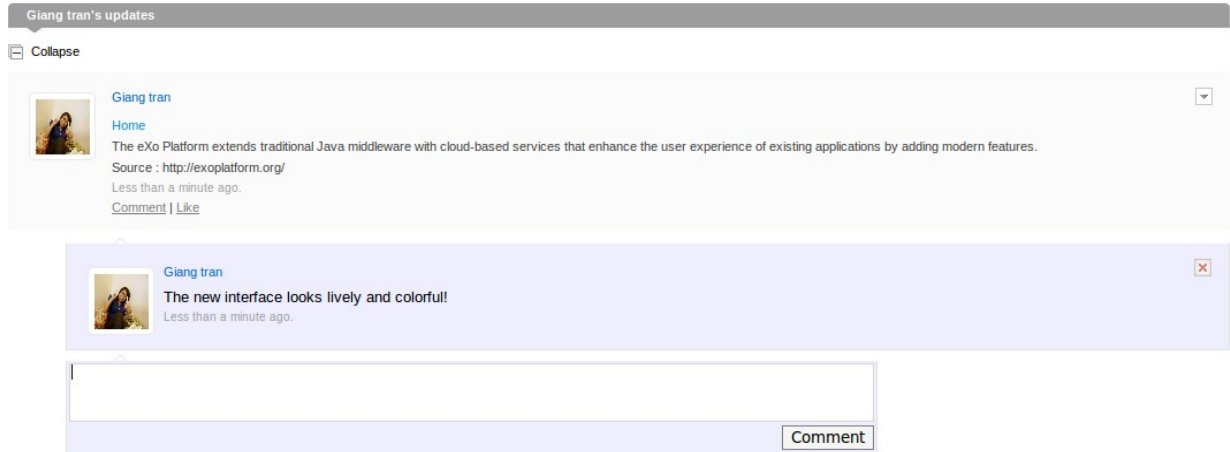 Giang tran's updates
Collapse
Giang tran
Home
The eXo Platform extends traditional Java middleware with cloud-based services that enhance the user experience of existing applications by adding modern features.
Source : http://exoplatform.org/
Less than a minute ago.
Comment | Like
Giang tran
The new interface looks lively and colorful!
Less than a minute ago.
Comment